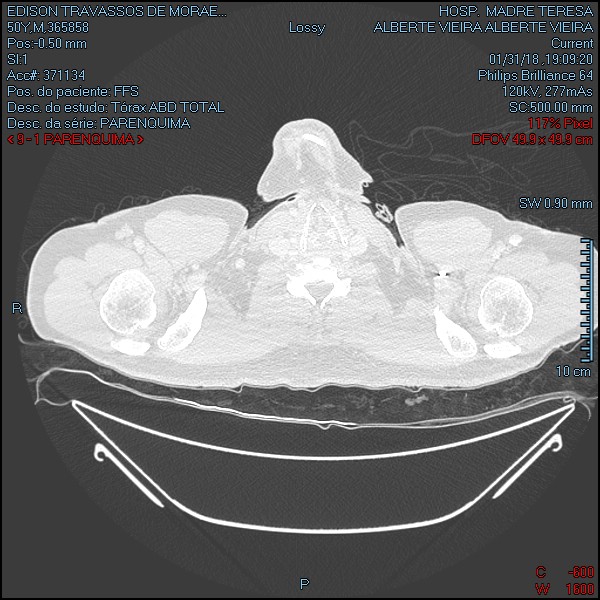 EDISON TRAVASSOS DE MORAE...
50Y,M,365858
Pos:-0.50 mm
Sl:1
Acc#: 371134
Pos. do paciente: FFS
Desc. do estudo: Tórax ABD TOTAL
Desc. da série: PARENQUIMA
< 9 - 1 PARENQUIMA >
Lossy
HOSP. MADRE TERESA
ALBERTE VIEIRA ALBERTE VIEIRA
Current
01/31/18 ,19:09:20
Philips Brilliance 64
120kV, 277mAs
SC:500.00 mm
117% Pixel
DFOV 49.9 x 49.9 cm
SW 0.90 mm
R
10 cm
P
C -600
W 1600